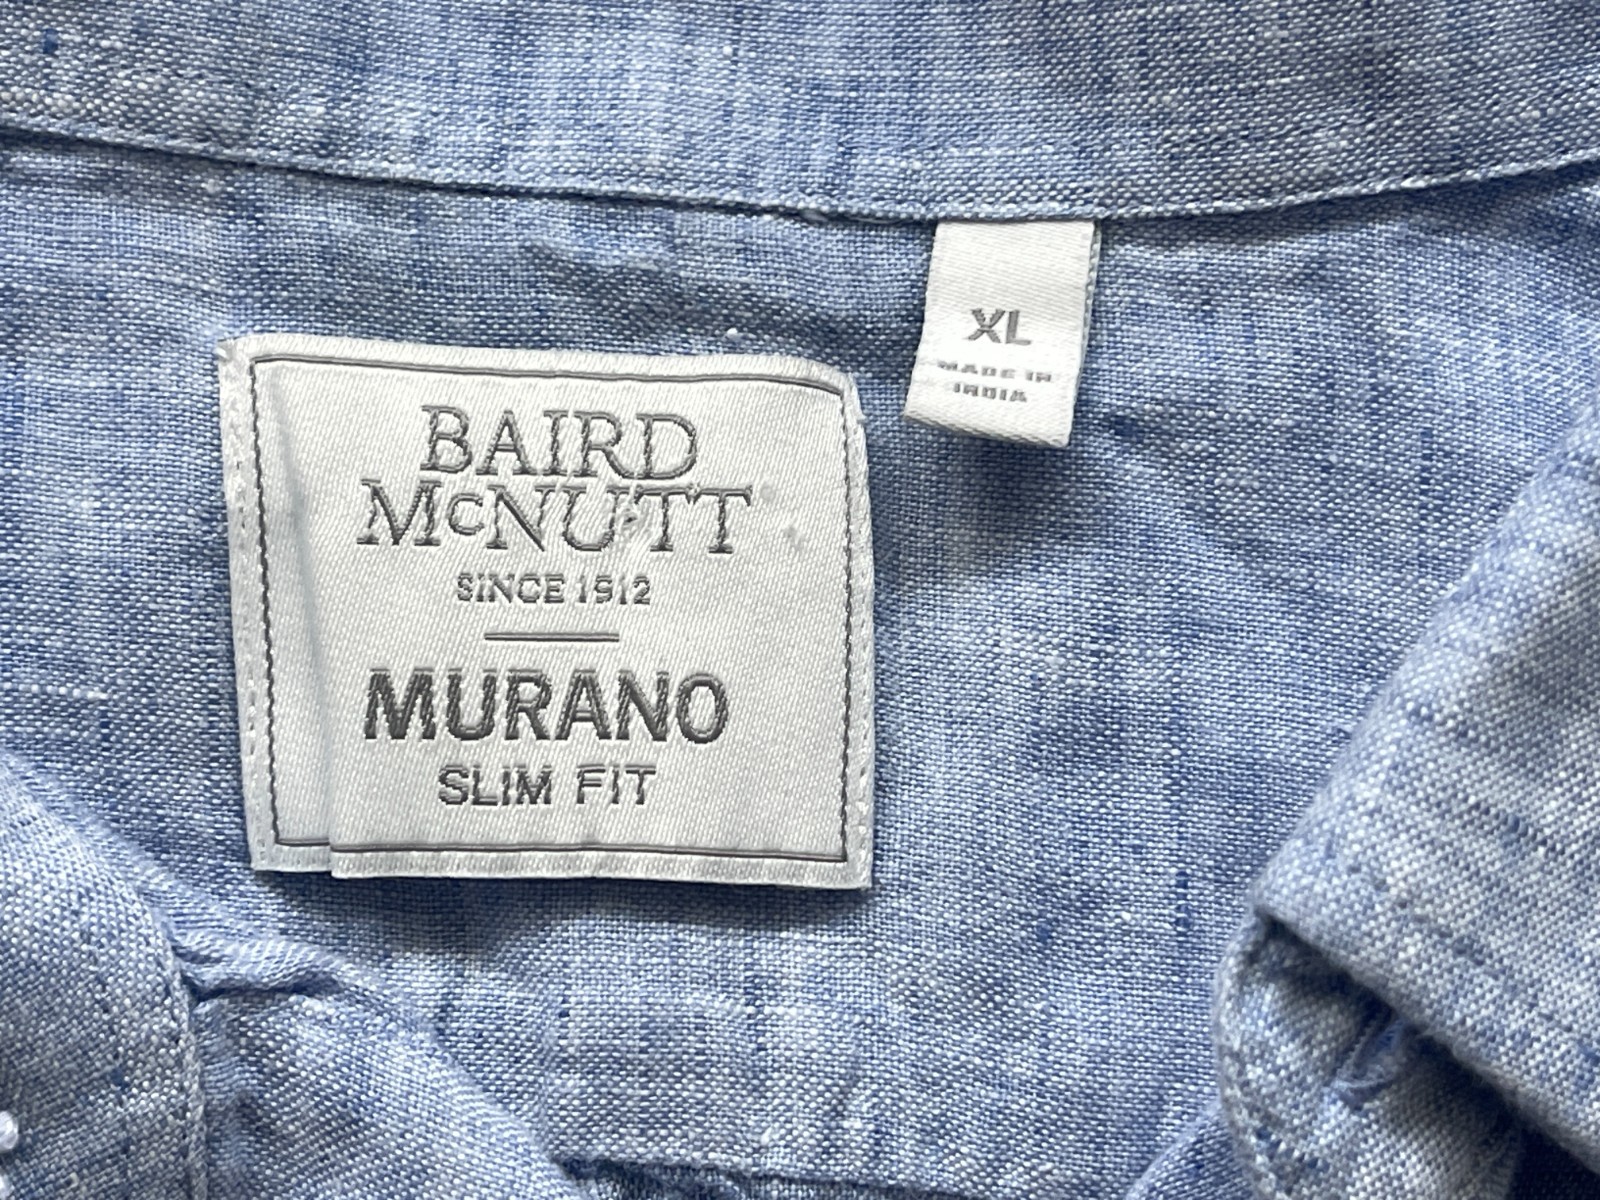 XL
MADE IN
INDIA
BAIRD
McNUTT
SINCE 1912
MURANO
SLIM FIT